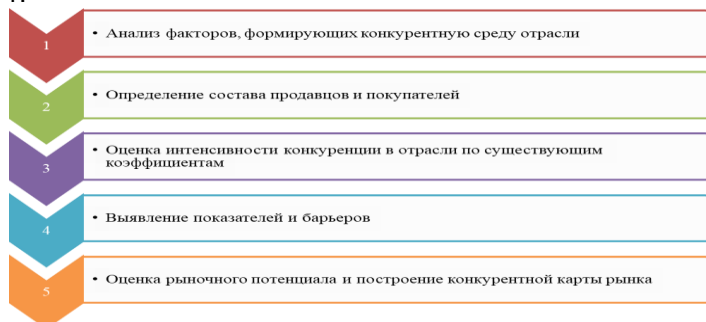 1
• Анализ факторов, формирующих конкурентную среду отрасли
2
• Определение состава продавцов и покупателей
3
• Оценка интенсивности конкуренции в отрасли по существующим
коэффициентам
4
• Выявление показателей и барьеров
5
• Оценка рыночного потенциала и построение конкурентной карты рынка